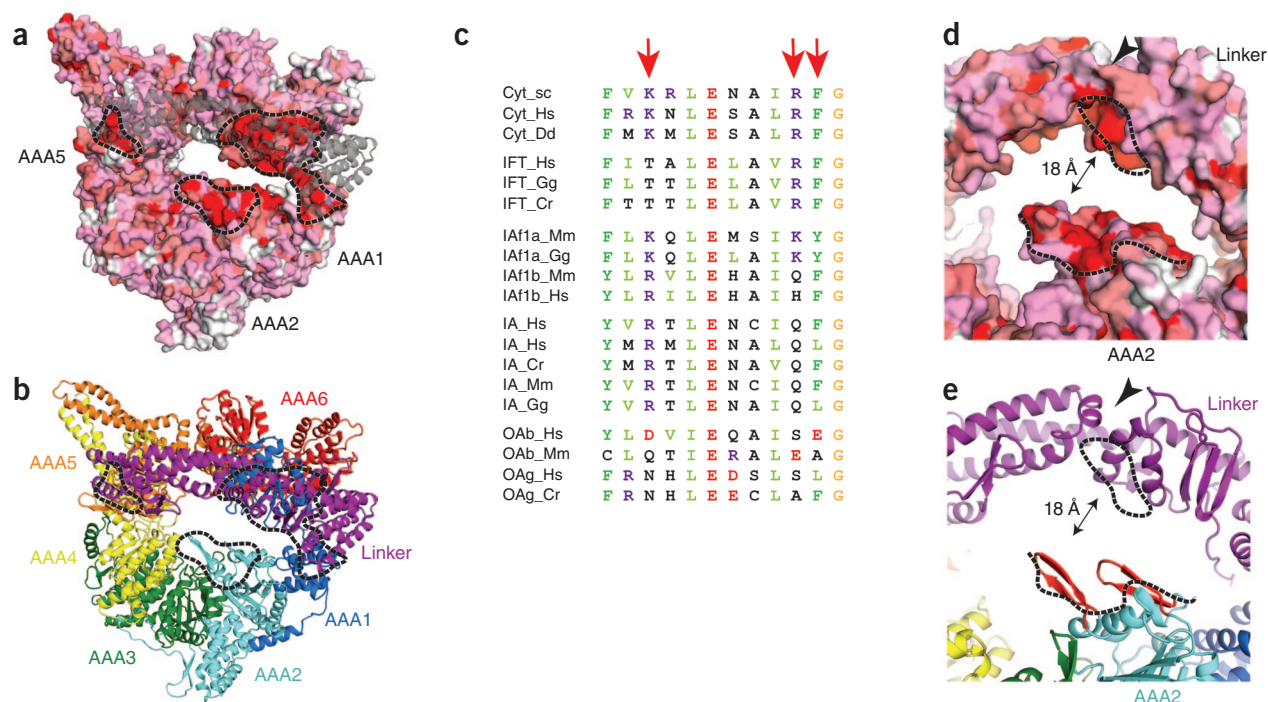 a
AAA5
AAA1
AAA2
b
AAA6
AAA5
AAA4
Linker
AAA1
AAA3
AAA2
c
Cyt_sc F V K R L E N A I R F G
Cyt_Hs F R K N L E S A L R F G
Cyt_Dd F M K M L E S A L R F G
IFT_Hs F I T A L E L A V R F G
IFT_Gg F L T T L E L A V R F G
IFT_Cr F T T T L E L A V R F G
IAf1a_Mm F L K Q L E M S I K Y G
IAf1a_Gg F L K Q L E L A I K Y G
IAf1b_Mm Y L R V L E H A I Q F G
IAf1b_Hs Y L R I L E H A I H F G
IA_Hs Y V R T L E N C I Q F G
IA_Hs Y M R M L E N A L Q L G
IA_Cr Y M R T L E N A V Q F G
IA_Mm Y V R T L E N C I Q F G
IA_Gg Y V R T L E N A I Q L G
OAb_Hs Y L D V I E Q A I S E G
OAb_Mm C L Q T I E R A L E A G
OAg_Hs F R N H L E D S L S L G
OAg_Cr F R N H L E E C L A F G
d
Linker
18 Å
AAA2
e
Linker
18 Å
AAA2